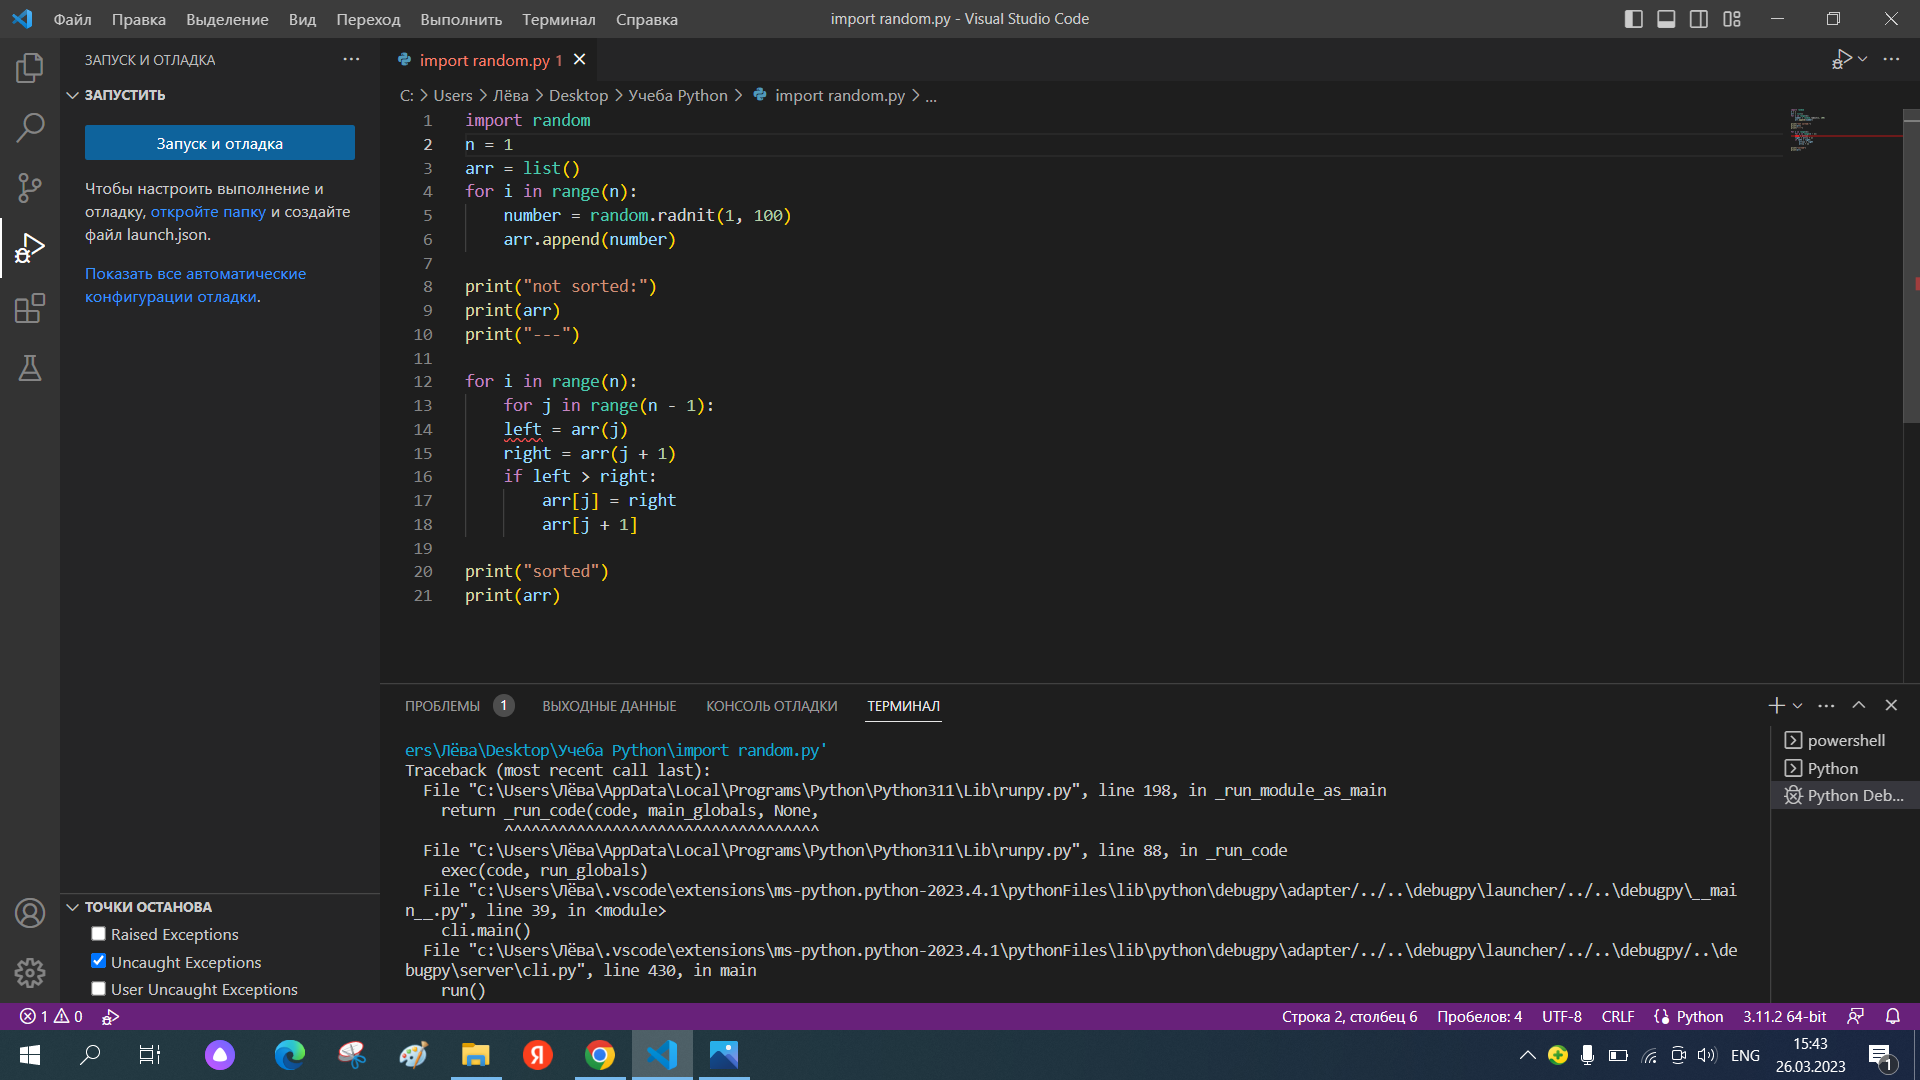 Файл Правка Выделение Вид Переход Выполнить Терминал Справка
import random.py - Visual Studio Code
ЗАПУСК И ОТЛАДКА
ЗАПУСТИТЬ
Запуск и отладка
Чтобы настроить выполнение и
отладку, откройте папку и создайте
файл launch.json.
Показать все автоматические
конфигурации отладки.
ТОЧКИ ОСТАНОВА
Raised Exceptions
Uncaught Exceptions
User Uncaught Exceptions
import random.py 1
C: > Users > Лёва > Desktop > Учеба Python > import random.py > ...
1 import random
2 n = 1
3 arr = list()
4 for i in range(n):
5 number = random.radnit(1, 100)
6 arr.append(number)
7
8 print("not sorted:")
9 print(arr)
10 print("---")
11
12 for i in range(n):
13 for j in range(n - 1):
14 left = arr(j)
15 right = arr(j + 1)
16 if left > right:
17 arr[j] = right
18 arr[j + 1]
19
20 print("sorted")
21 print(arr)
ПРОБЛЕМЫ 1 ВЫХОДНЫЕ ДАННЫЕ КОНСОЛЬ ОТЛАДКИ ТЕРМИНАЛ
ers\Лёва\Desktop\Учеба Python\import random.py'
Traceback (most recent call last):
File "C:\Users\Лёва\AppData\Local\Programs\Python\Python311\Lib\runpy.py", line 198, in _run_module_as_main
return _run_code(code, main_globals, None,
^^^^^^^^^^^^^^^^^^^^^^^^^^^^^^^^^^^
File "C:\Users\Лёва\AppData\Local\Programs\Python\Python311\Lib\runpy.py", line 88, in _run_code
exec(code, run_globals)
File "c:\Users\Лёва\.vscode\extensions\ms-python.python-2023.4.1\pythonFiles\lib\python\debugpy\adapter/../..\debugpy\launcher/../..\debugpy\__mai
n__.py", line 39, in <module>
cli.main()
File "c:\Users\Лёва\.vscode\extensions\ms-python.python-2023.4.1\pythonFiles\lib\python\debugpy\adapter/../..\debugpy\launcher/../..\debugpy/..\de
bugpy\server\cli.py", line 430, in main
run()
powershell
Python
Python Deb...
1 0
Строка 2, столбец 6 Пробелов: 4 UTF-8 CRLF Python 3.11.2 64-bit
Я
ENG
15:43
26.03.2023
1